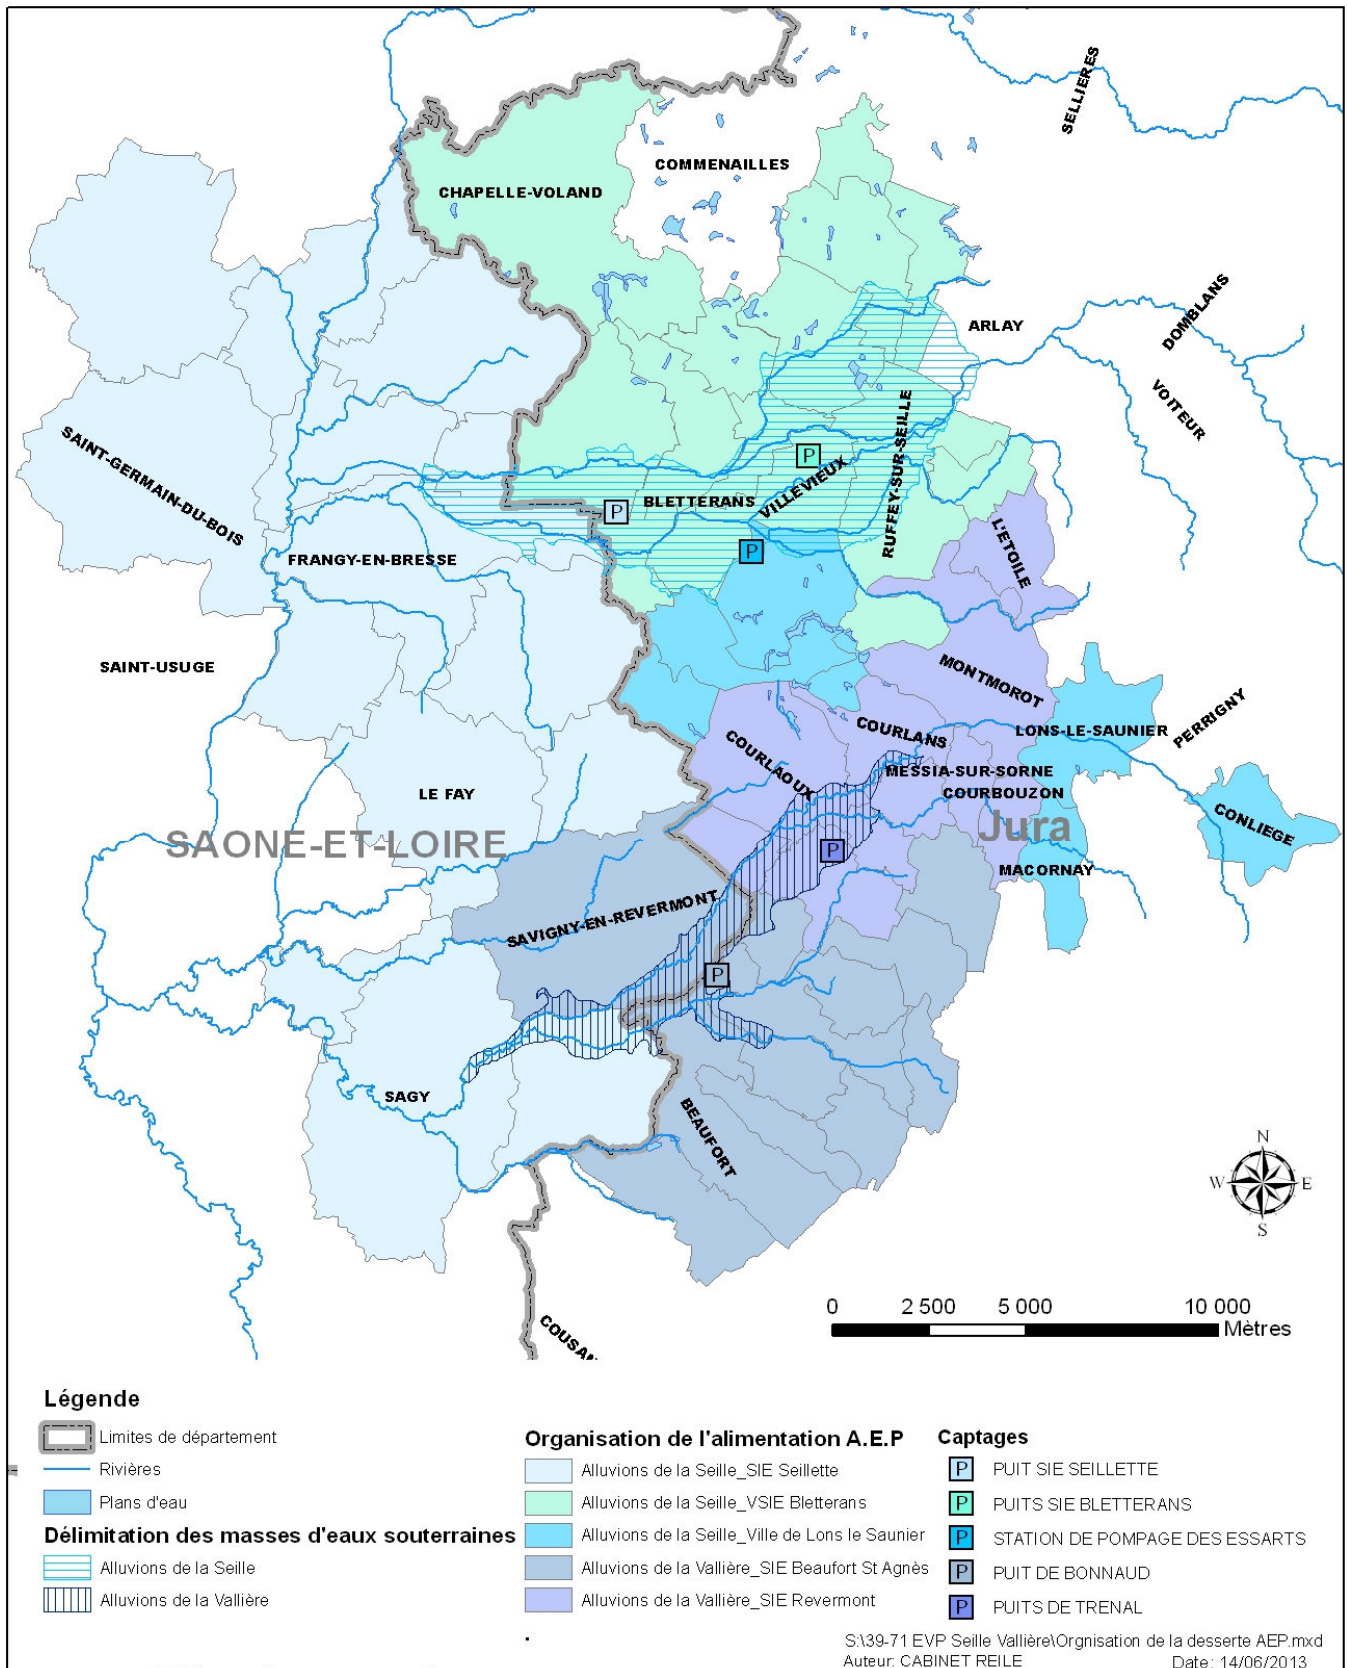 SELLIERES
COMMENAILLES
CHAPELLE-VOLAND
DOMBLANS
ARLAY
VOITEUR
SAINT-GERMAIN-DU-BOIS
RUFFEY-SUR-SEILLE
P
VILLEVIEUX
BLETTERANS
P
P
L'ETOILE
FRANGY-EN-BRESSE
SAINT-USUGE
MONTMOROT
PERRIGNY
LONS-LE-SAUNIER
COURLANS
COURLAOUX
MESSIA-SUR-SORNE
COURBOUZON
LE FAY
CONLIEGE
SAONE-ET-LOIRE
Jura
P
MACORNAY
SAVIGNY-EN-REVERMONT
P
SAGY
BEAUFORT
N
W E
S
0 2 500 5 000 10 000
Mètres
COUSAN
Légende
Limites de département
Rivières
Plans d'eau
Délimitation des masses d'eaux souterraines
Alluvions de la Seille
Alluvions de la Vallière
Organisation de l'alimentation A.E.P
Alluvions de la Seille_SIE Seillette
Alluvions de la Seille_VSIE Bletterans
Alluvions de la Seille_Ville de Lons le Saunier
Alluvions de la Vallière_SIE Beaufort St Agnès
Alluvions de la Vallière_SIE Revermont
Captages
P PUIT SIE SEILLETTE
P PUITS SIE BLETTERANS
P STATION DE POMPAGE DES ESSARTS
P PUIT DE BONNAUD
P PUITS DE TRENAL
S:\39-71 EVP Seille Vallière\Orgnisation de la desserte AEP.mxd
Auteur: CABINET REILE
Date: 14/06/2013